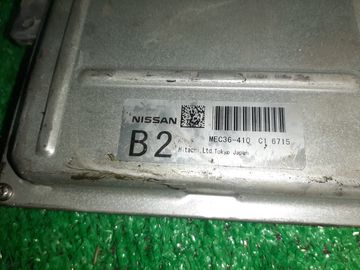 NISSAN
MEC36-410 C1 6715
B2
Hitachi, Ltd. Tokyo Japan